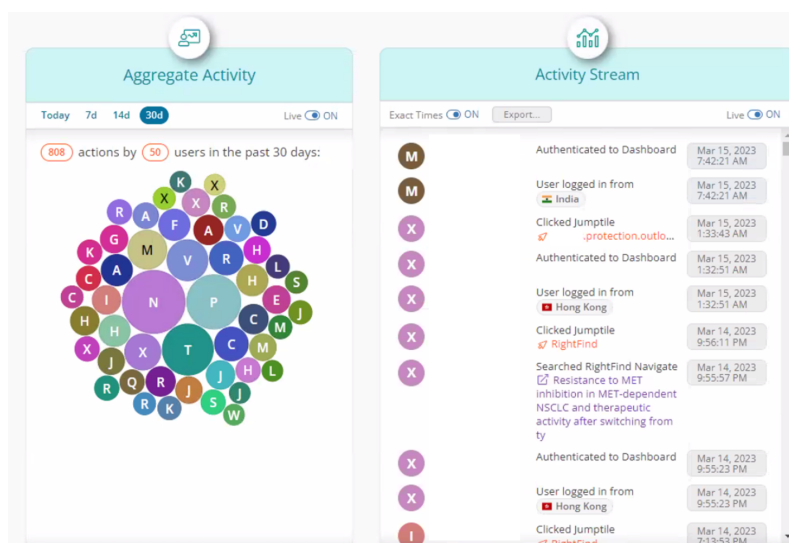 Aggregate Activity
Today 7d 14d 30d Live ON
808 actions by 50 users in the past 30 days:
K X
X X R
R A F A V D
G M V R H
K A L
C H S
C I N P E J
H H C M
X J X T C M
R Q R J J H L
R K S J
W
Activity Stream
Exact Times ON Export... Live ON
M Authenticated to Dashboard Mar 15, 2023
7:42:21 AM
M User logged in from Mar 15, 2023
India 7:42:21 AM
X Clicked Jumptile Mar 15, 2023
.protection.outlo... 1:33:43 AM
X Authenticated to Dashboard Mar 15, 2023
1:32:51 AM
X User logged in from Mar 15, 2023
Hong Kong 1:32:51 AM
X Clicked Jumptile Mar 14, 2023
RightFind 9:56:11 PM
X Searched RightFind Navigate Mar 14, 2023
Resistance to MET 9:55:57 PM
inhibition in MET-dependent
NSCLC and therapeutic
activity after switching from
ty
X Authenticated to Dashboard Mar 14, 2023
9:55:23 PM
X User logged in from Mar 14, 2023
Hong Kong 9:55:23 PM
I Clicked Jumptile Mar 14, 2023
RightFind 7:13:53 PM